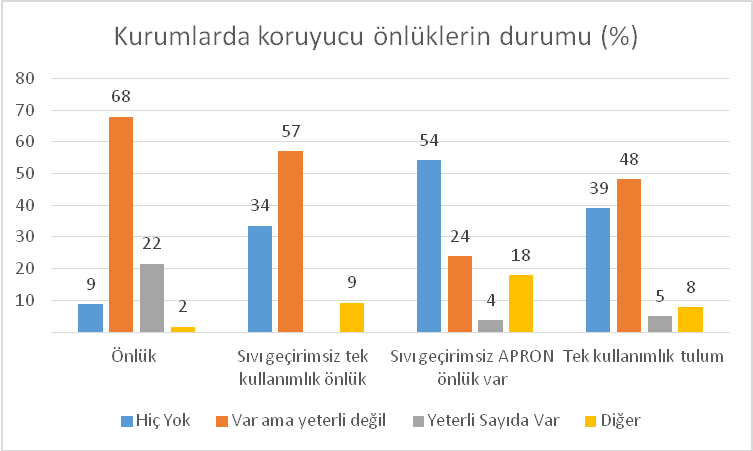 Kurumlarda koruyucu önlüklerin durumu (%)
80
70
60
50
40
30
20
10
9
68
22
2
34
57
9
54
24
4
18
39
48
5
8
Önlük
Sıvı geçirimsiz tek
kullanımlık önlük
Sıvı geçirimsiz APRON
önlük var
Tek kullanımlık tulum
Hiç Yok
Var ama yeterli değil
Yeterli Sayıda Var
Diğer